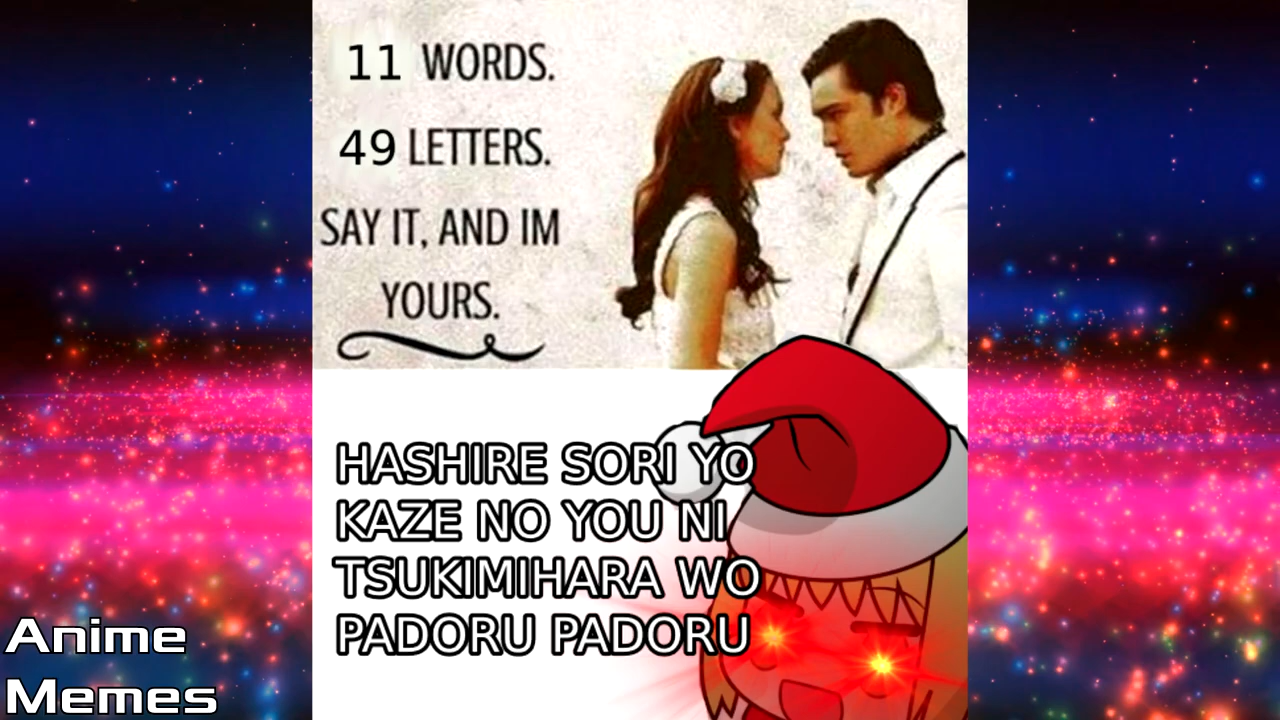 11 WORDS.
49 LETTERS.
SAY IT, AND IM
YOURS.
HASHIRE SORI YO
KAZE NO YOU NI
TSUKIMIHARA WO
PADORU PADORU
Anime
Memes